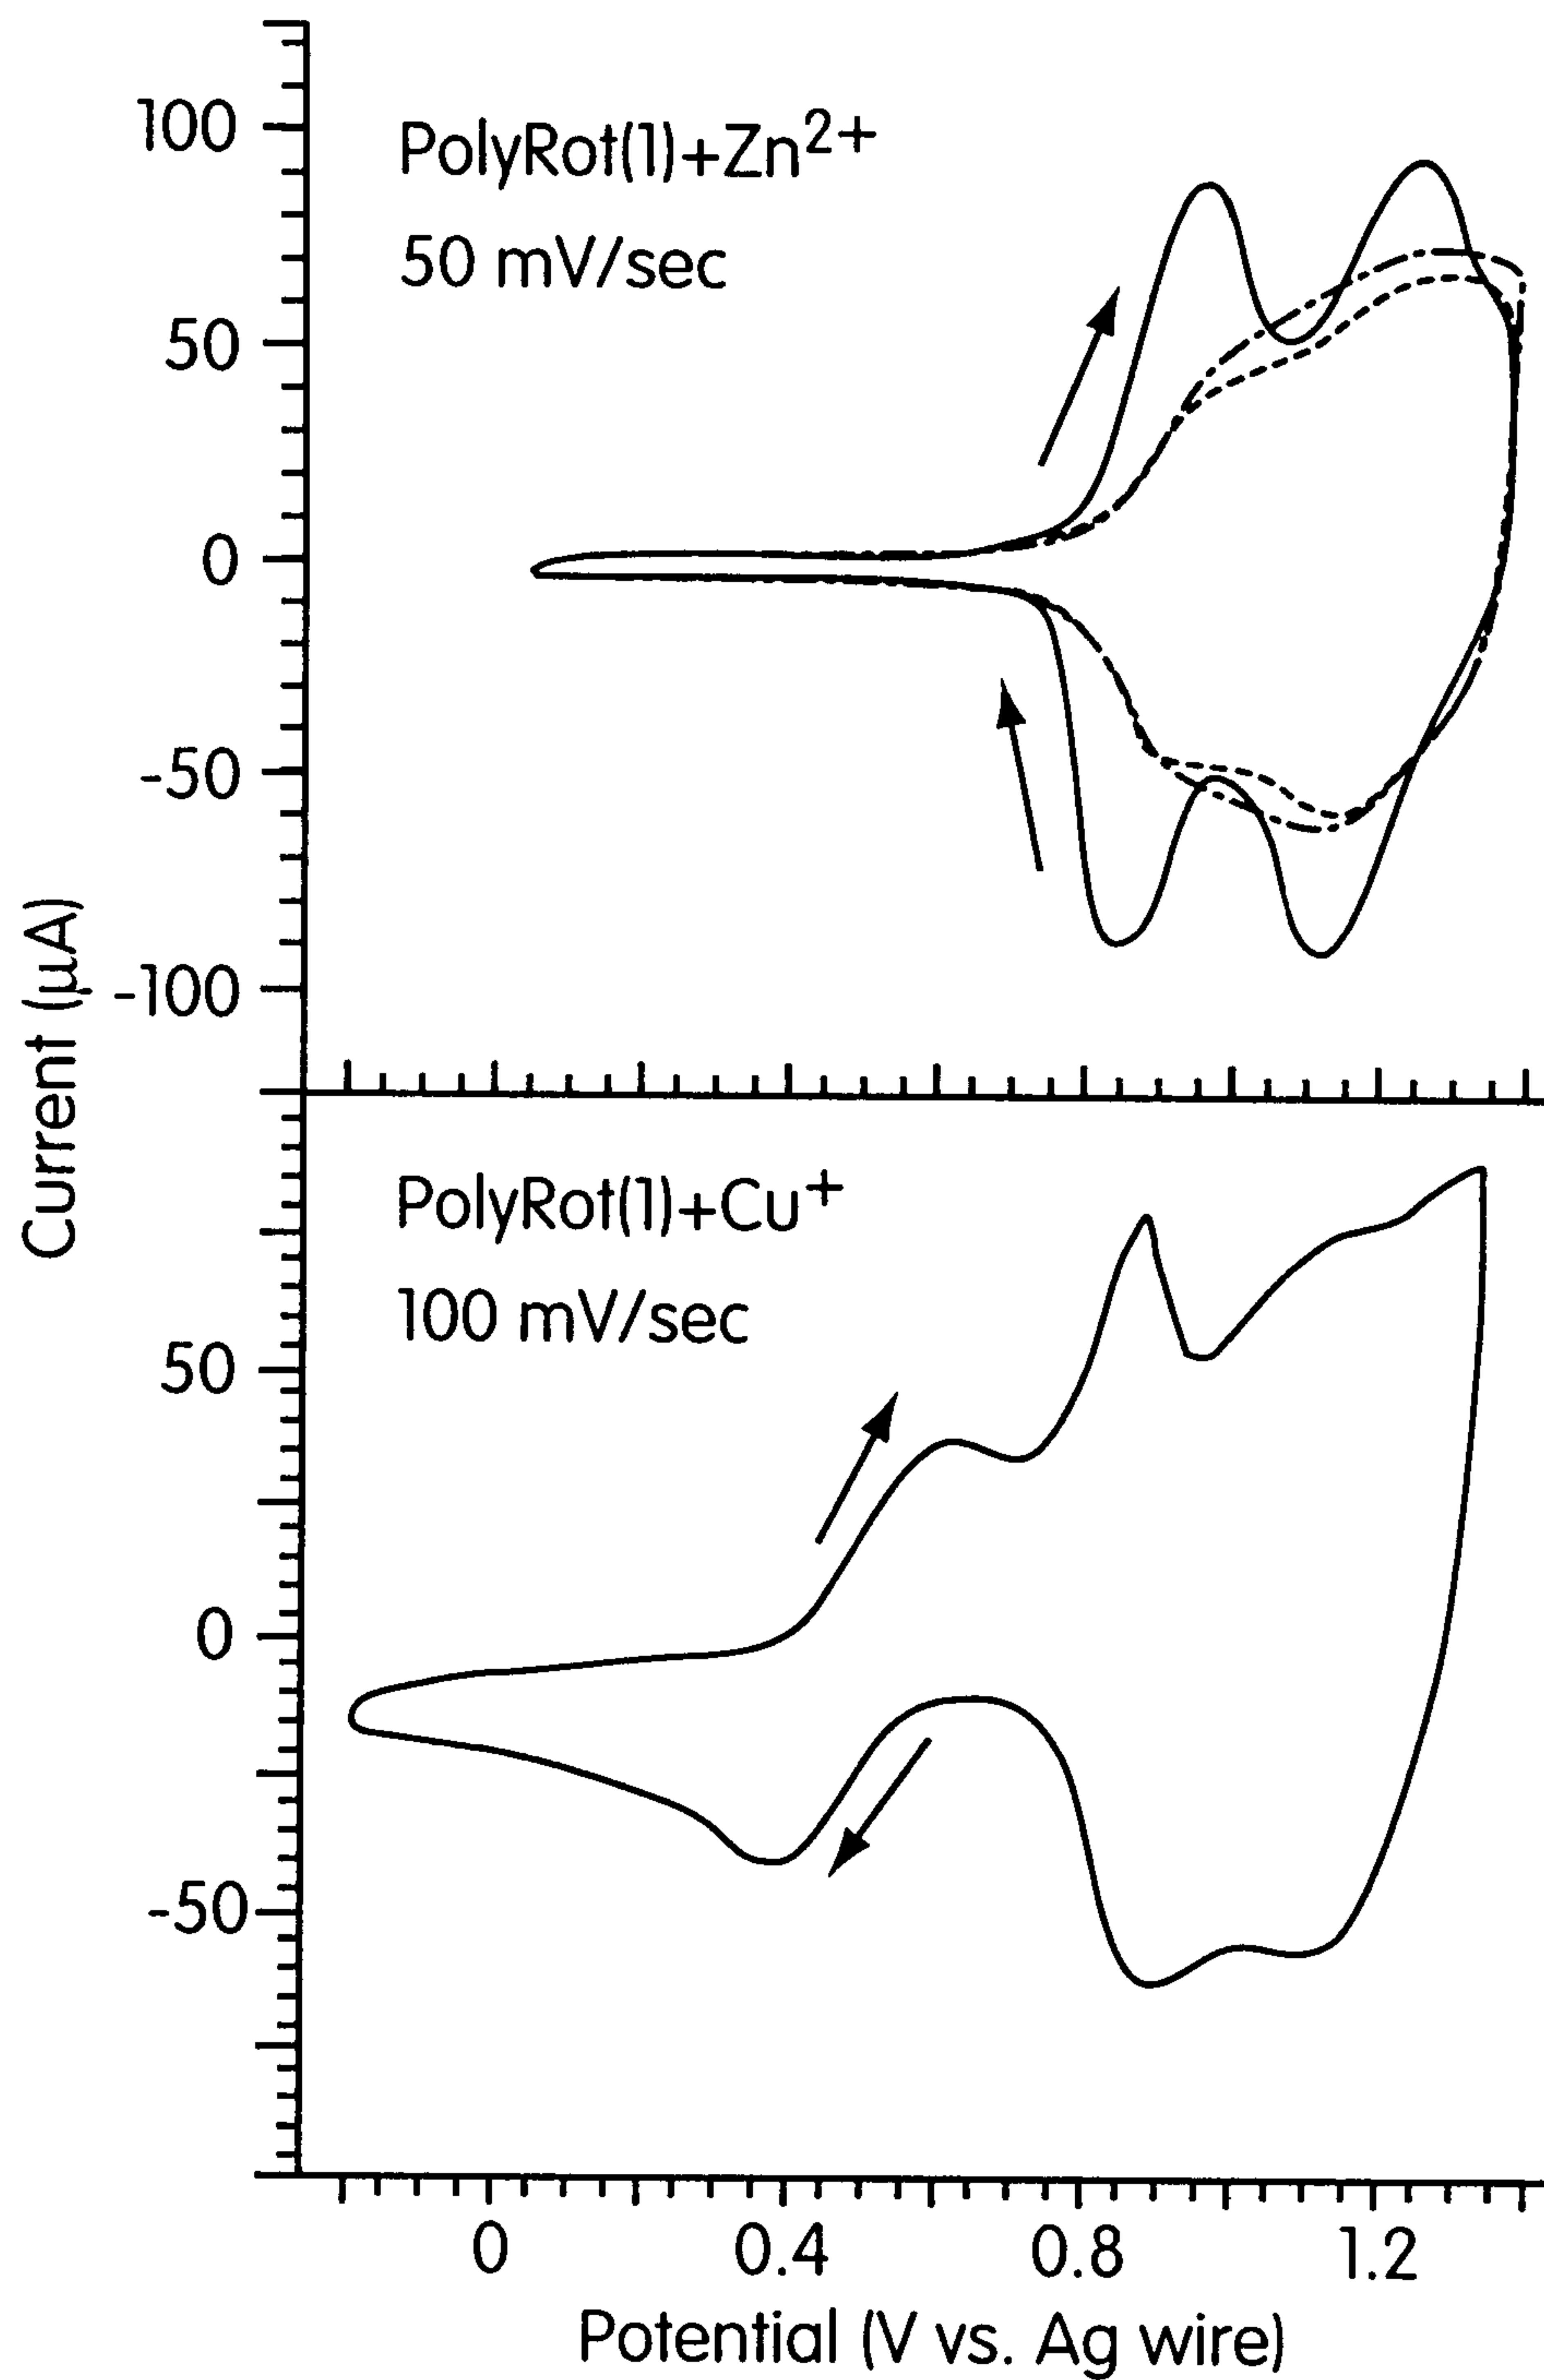 100
50
0
-50
-100
PolyRot(1)+Zn²⁺
50 mV/sec
Current (µA)
PolyRot(1)+Cu⁺
100 mV/sec
50
0
-50
0 0.4 0.8 1.2
Potential (V vs. Ag wire)